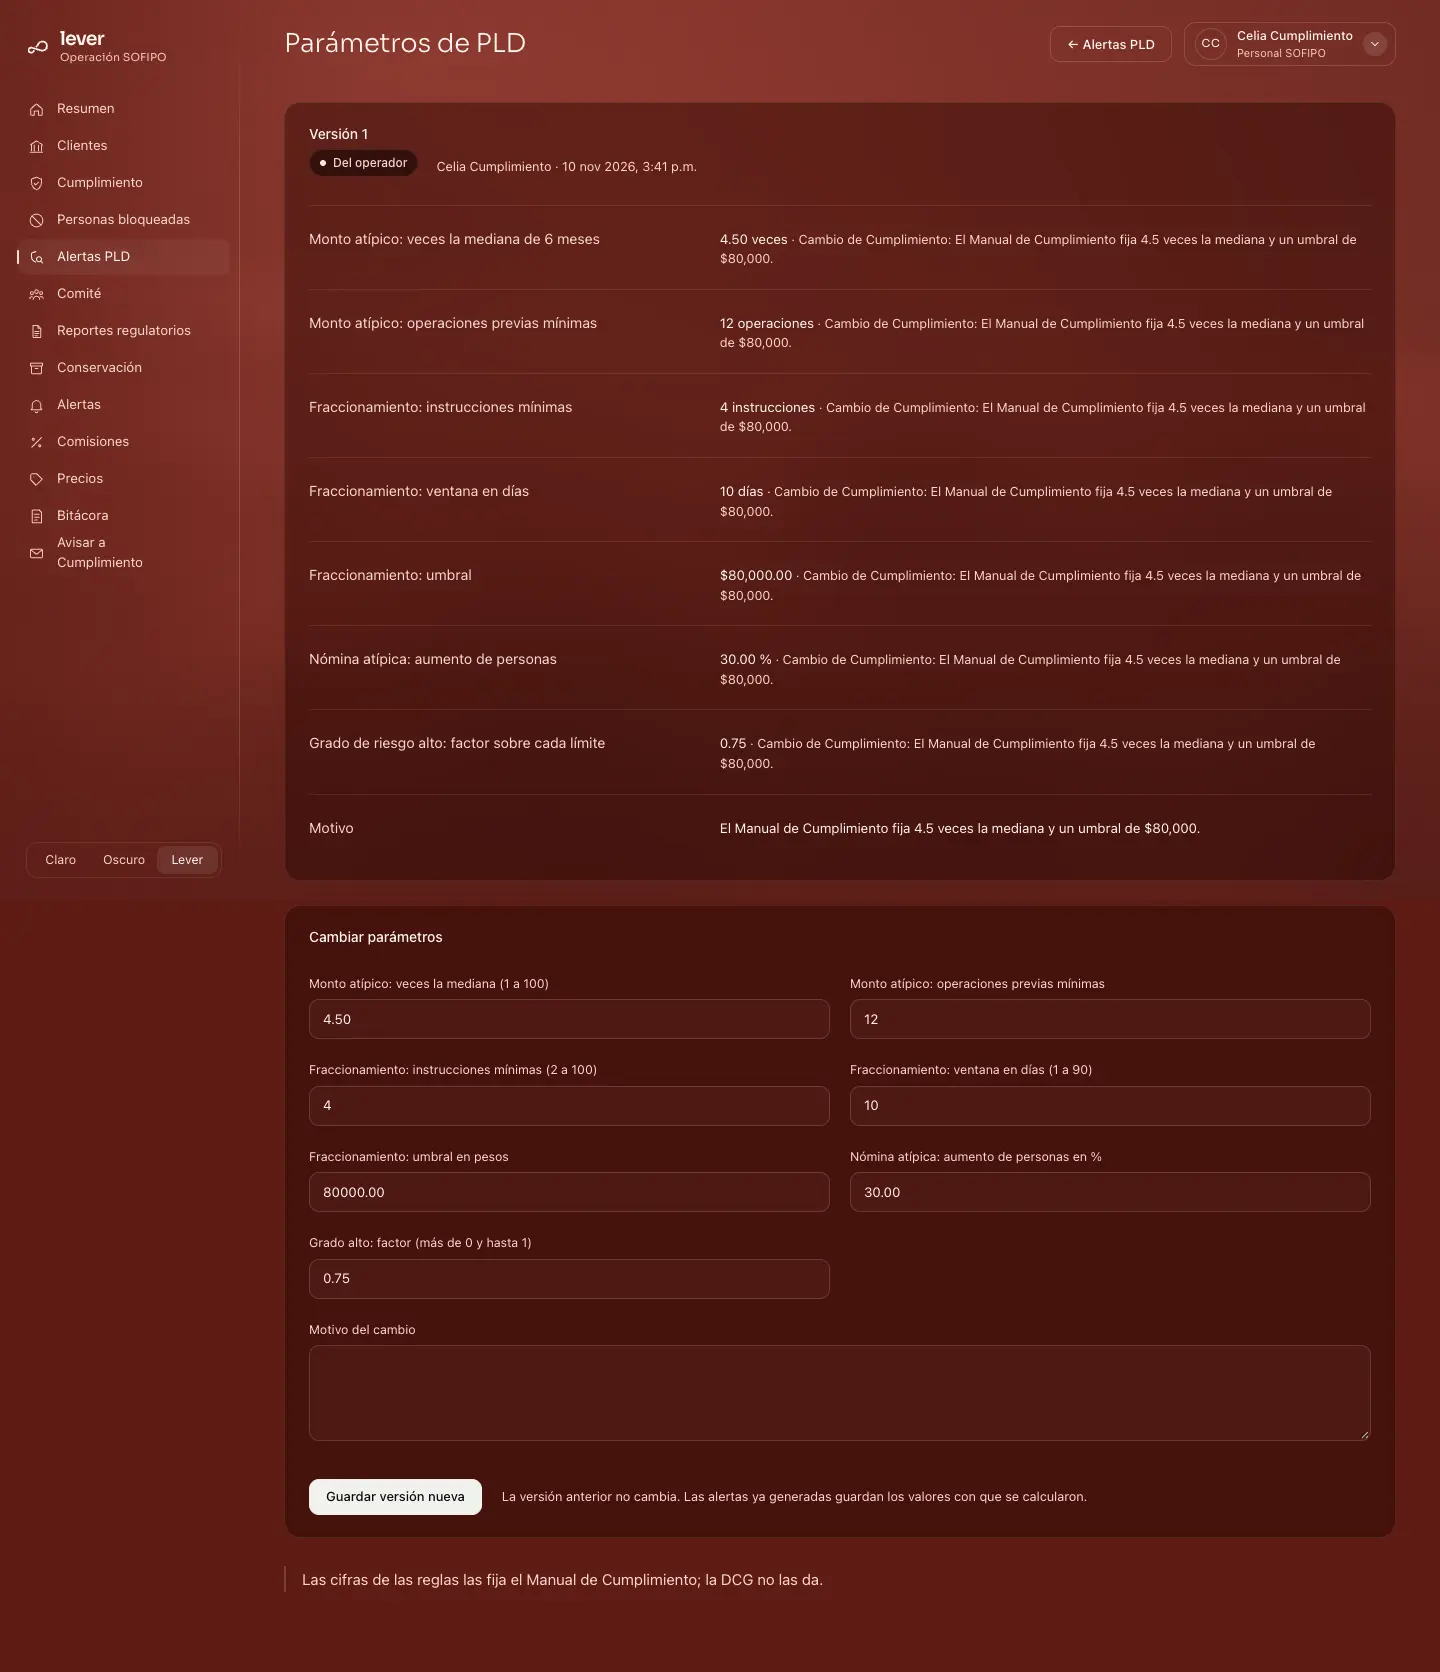 lever
Operación SOFIPO
Resumen
Clientes
Cumplimiento
Personas bloqueadas
Alertas PLD
Comité
Reportes regulatorios
Conservación
Alertas
Comisiones
Precios
Bitácora
Avisar a
Cumplimiento
Claro Oscuro Lever
Parámetros de PLD
← Alertas PLD
CC
Celia Cumplimiento
Personal SOFIPO
Versión 1
Del operador
Celia Cumplimiento · 10 nov 2026, 3:41 p.m.
Monto atípico: veces la mediana de 6 meses
4.50 veces · Cambio de Cumplimiento: El Manual de Cumplimiento fija 4.5 veces la mediana y un umbral de
$80,000.
Monto atípico: operaciones previas mínimas
12 operaciones · Cambio de Cumplimiento: El Manual de Cumplimiento fija 4.5 veces la mediana y un umbral
de $80,000.
Fraccionamiento: instrucciones mínimas
4 instrucciones · Cambio de Cumplimiento: El Manual de Cumplimiento fija 4.5 veces la mediana y un umbral
de $80,000.
Fraccionamiento: ventana en días
10 días · Cambio de Cumplimiento: El Manual de Cumplimiento fija 4.5 veces la mediana y un umbral de
$80,000.
Fraccionamiento: umbral
$80,000.00 · Cambio de Cumplimiento: El Manual de Cumplimiento fija 4.5 veces la mediana y un umbral de
$80,000.
Nómina atípica: aumento de personas
30.00 % · Cambio de Cumplimiento: El Manual de Cumplimiento fija 4.5 veces la mediana y un umbral de
$80,000.
Grado de riesgo alto: factor sobre cada límite
0.75 · Cambio de Cumplimiento: El Manual de Cumplimiento fija 4.5 veces la mediana y un umbral de
$80,000.
Motivo
El Manual de Cumplimiento fija 4.5 veces la mediana y un umbral de $80,000.
Cambiar parámetros
Monto atípico: veces la mediana (1 a 100)
4.50
Monto atípico: operaciones previas mínimas
12
Fraccionamiento: instrucciones mínimas (2 a 100)
4
Fraccionamiento: ventana en días (1 a 90)
10
Fraccionamiento: umbral en pesos
80000.00
Nómina atípica: aumento de personas en %
30.00
Grado alto: factor (más de 0 y hasta 1)
0.75
Motivo del cambio
Guardar versión nueva
La versión anterior no cambia. Las alertas ya generadas guardan los valores con que se calcularon.
Las cifras de las reglas las fija el Manual de Cumplimiento; la DCG no las da.